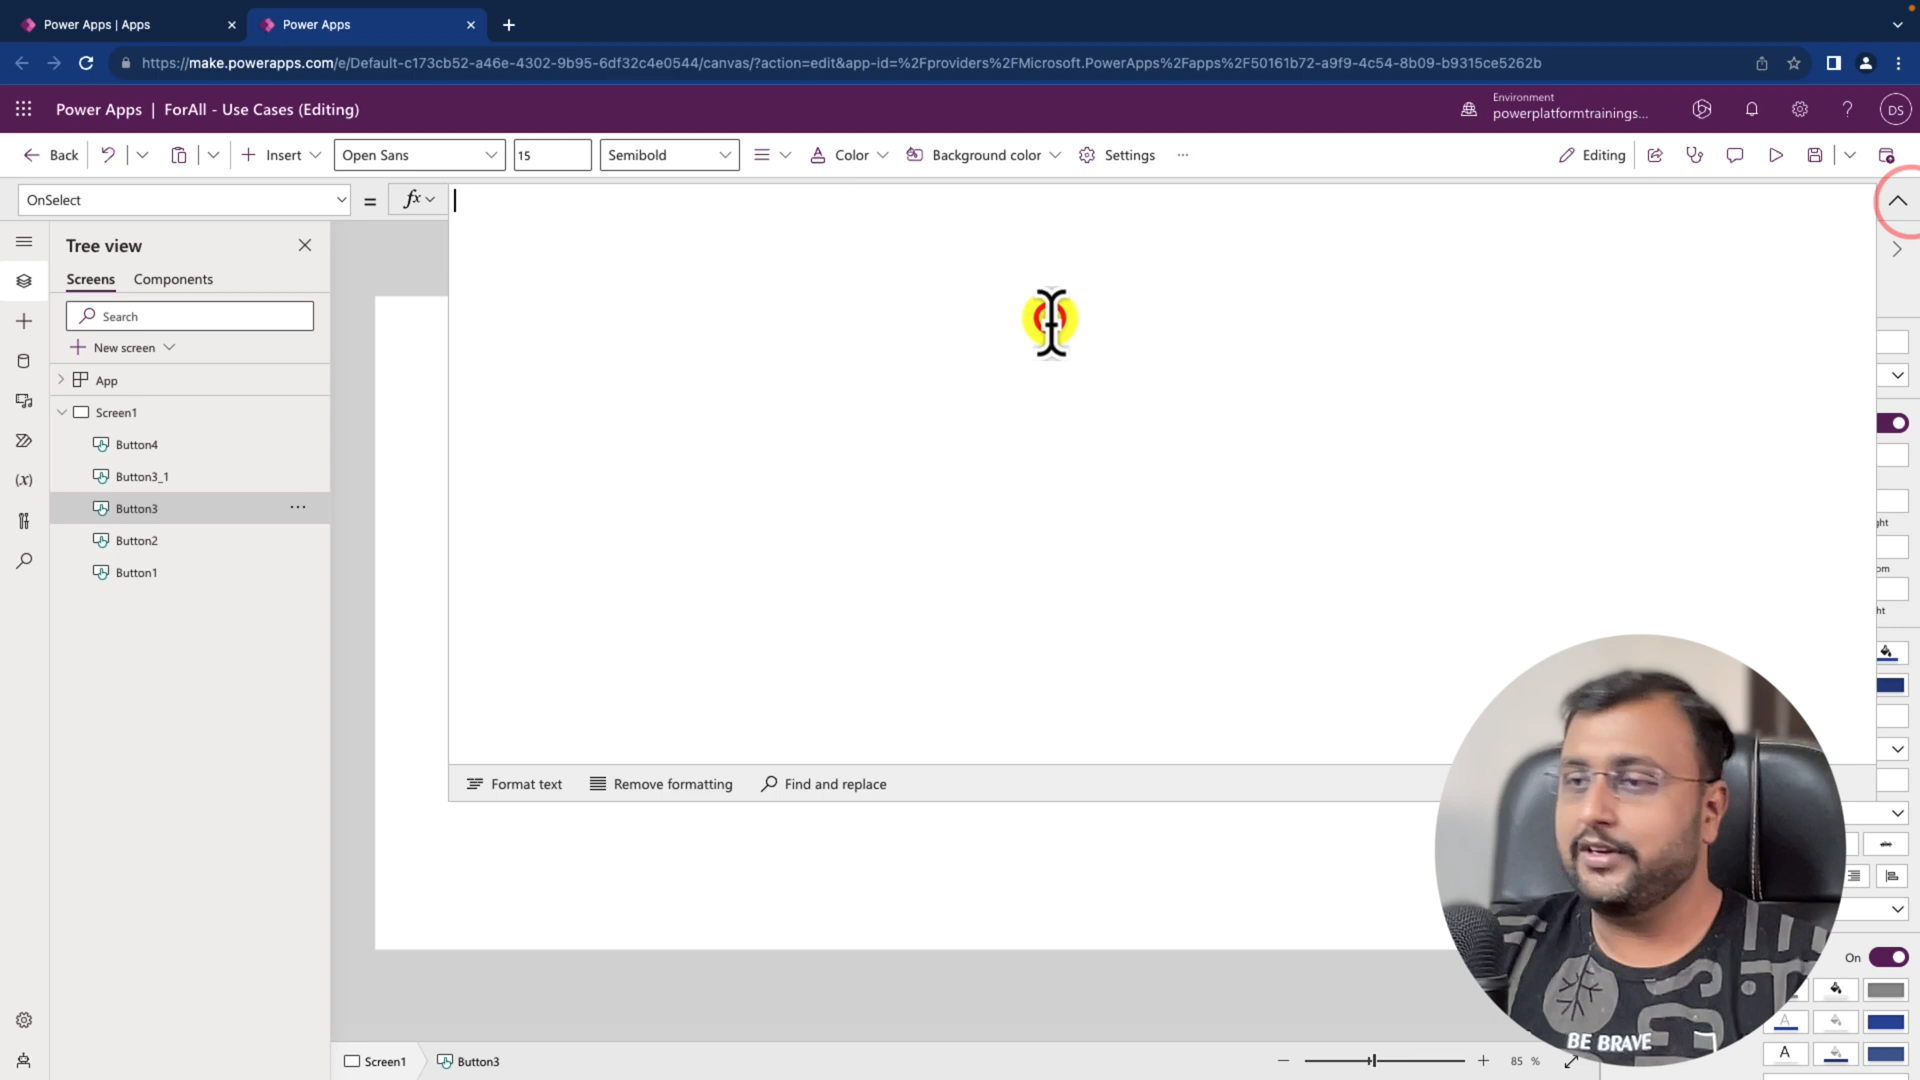 Power Apps | Apps
Power Apps
https://make.powerapps.com/e/Default-c173cb52-a46e-4302-9b95-6df32c4e0544/canvas/?action=edit&app-id=%2Fproviders%2FMicrosoft.PowerApps%2Fapps%2F50161b72-a9f9-4c54-8b09-b9315ce5262b
Power Apps | ForAll - Use Cases (Editing)
Environment
powerplatformtrainings...
DS
Back
Insert
Open Sans
15
Semibold
Color
Background color
Settings
Editing
OnSelect
=
fx
Tree view
Screens
Components
Search
New screen
App
Screen1
Button4
Button3_1
Button3
Button2
Button1
ght
om
ht
Format text
Remove formatting
Find and replace
On
BE BRAVE
Screen1
Button3
85 %